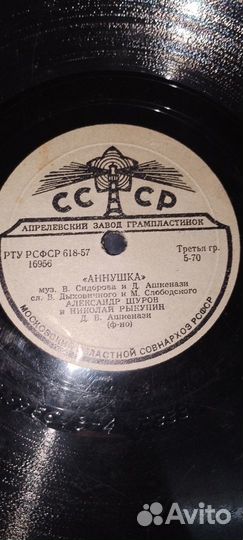 СССР
АПРЕЛЕВСКИЙ ЗАВОД ГРАМПЛАСТИНОК
РТУ РСФСР 618-57
16956
Третья гр.
5-70
«АННУШКА»
муз. В. Сидорова и Д. Ашкенази
сл. В. Дыховичного и М. Слободского
АЛЕКСАНДР ШУРОВ
и НИКОЛАЙ РЫКУНИН
Д. В. Ашкенази
(ф-но)
МОСКОВСКИЙ ОБЛАСТНОЙ СОВНАРХОЗ РСФСР
Avito